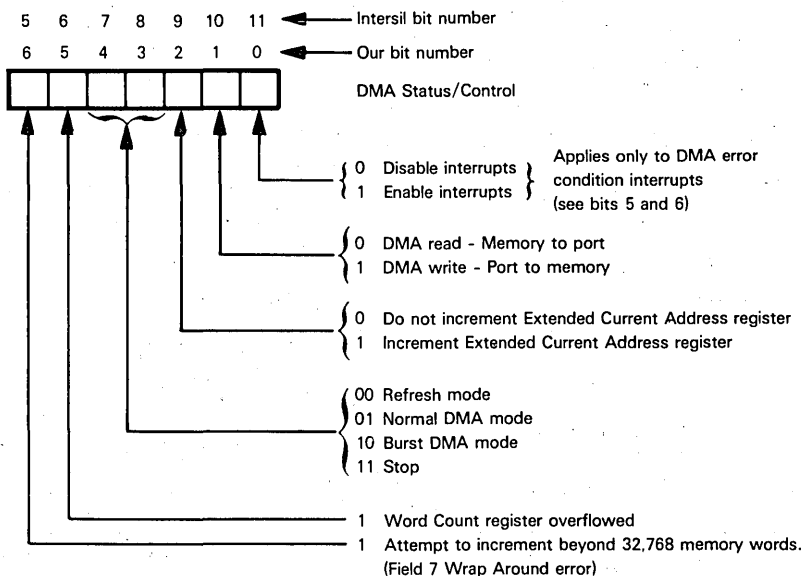 5 6 7 8 9 10 11 Intersil bit number
6 5 4 3 2 1 0 Our bit number
DMA Status/Control
0 Disable interrupts
1 Enable interrupts
Applies only to DMA error
condition interrupts
(see bits 5 and 6)
0 DMA read - Memory to port
1 DMA write - Port to memory
0 Do not increment Extended Current Address register
1 Increment Extended Current Address register
00 Refresh mode
01 Normal DMA mode
10 Burst DMA mode
11 Stop
1 Word Count register overflowed
1 Attempt to increment beyond 32,768 memory words.
(Field 7 Wrap Around error)